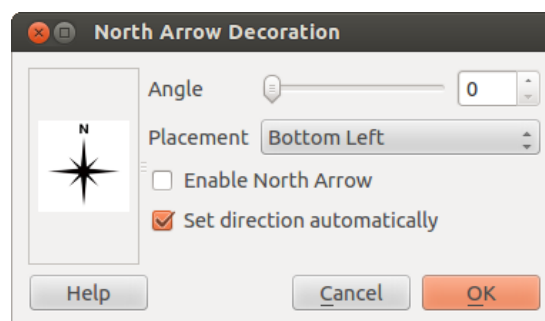 North Arrow Decoration
Angle 0
N
Placement Bottom Left
Enable North Arrow
Set direction automatically
Help Cancel OK